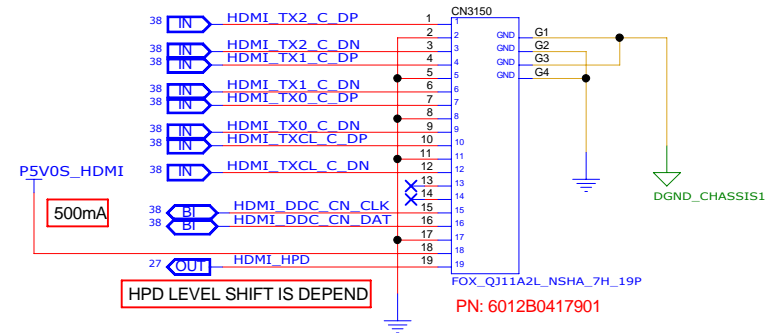 CN3150
38 IN HDMI_TX2_C_DP 1 1
2 2 GND G1
38 IN HDMI_TX2_C_DN 3 3 GND G2
38 IN HDMI_TX1_C_DP 4 4 GND G3
5 5 GND G4
38 IN HDMI_TX1_C_DN 6 6
38 IN HDMI_TX0_C_DP 7 7
8 8
38 IN HDMI_TX0_C_DN 9 9
38 IN HDMI_TXCL_C_DP 10 10
11 11
38 IN HDMI_TXCL_C_DN 12 12
P5V0S_HDMI
13 13
14 14
DGND_CHASSIS1
500mA
38 BI HDMI_DDC_CN_CLK 15 15
38 BI HDMI_DDC_CN_DAT 16 16
17 17
18 18
27 OUT HDMI_HPD 19 19
FOX_QJ11A2L_NSHA_7H_19P
HPD LEVEL SHIFT IS DEPEND
PN: 6012B0417901